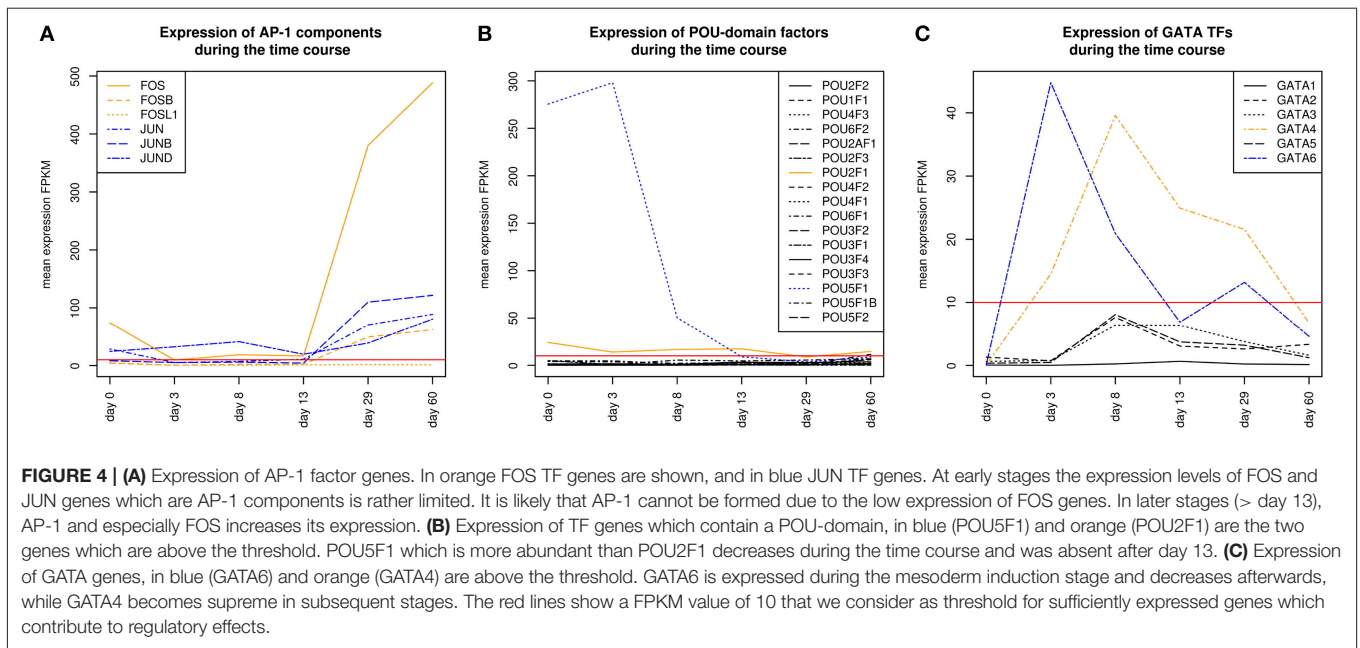 A
Expression of AP-1 components
during the time course
mean expression FPKM
500
400
300
200
100
0
FOS
FOSB
FOSL1
JUN
JUNB
JUND
day 0
day 3
day 8
day 13
day 29
day 60
B
Expression of POU-domain factors
during the time course
mean expression FPKM
300
250
200
150
100
50
0
POU2F2
POU1F1
POU4F3
POU6F2
POU2AF1
POU2F3
POU2F1
POU4F2
POU4F1
POU6F1
POU3F2
POU3F1
POU3F4
POU3F3
POU5F1
POU5F1B
POU5F2
day 0
day 3
day 8
day 13
day 29
day 60
C
Expression of GATA TFs
during the time course
mean expression FPKM
40
30
20
10
0
GATA1
GATA2
GATA3
GATA4
GATA5
GATA6
day 0
day 3
day 8
day 13
day 29
day 60
FIGURE 4 | (A) Expression of AP-1 factor genes. In orange FOS TF genes are shown, and in blue JUN TF genes. At early stages the expression levels of FOS and
JUN genes which are AP-1 components is rather limited. It is likely that AP-1 cannot be formed due to the low expression of FOS genes. In later stages (> day 13),
AP-1 and especially FOS increases its expression. (B) Expression of TF genes which contain a POU-domain, in blue (POU5F1) and orange (POU2F1) are the two
genes which are above the threshold. POU5F1 which is more abundant than POU2F1 decreases during the time course and was absent after day 13. (C) Expression
of GATA genes, in blue (GATA6) and orange (GATA4) are above the threshold. GATA6 is expressed during the mesoderm induction stage and decreases afterwards,
while GATA4 becomes supreme in subsequent stages. The red lines show a FPKM value of 10 that we consider as threshold for sufficiently expressed genes which
contribute to regulatory effects.